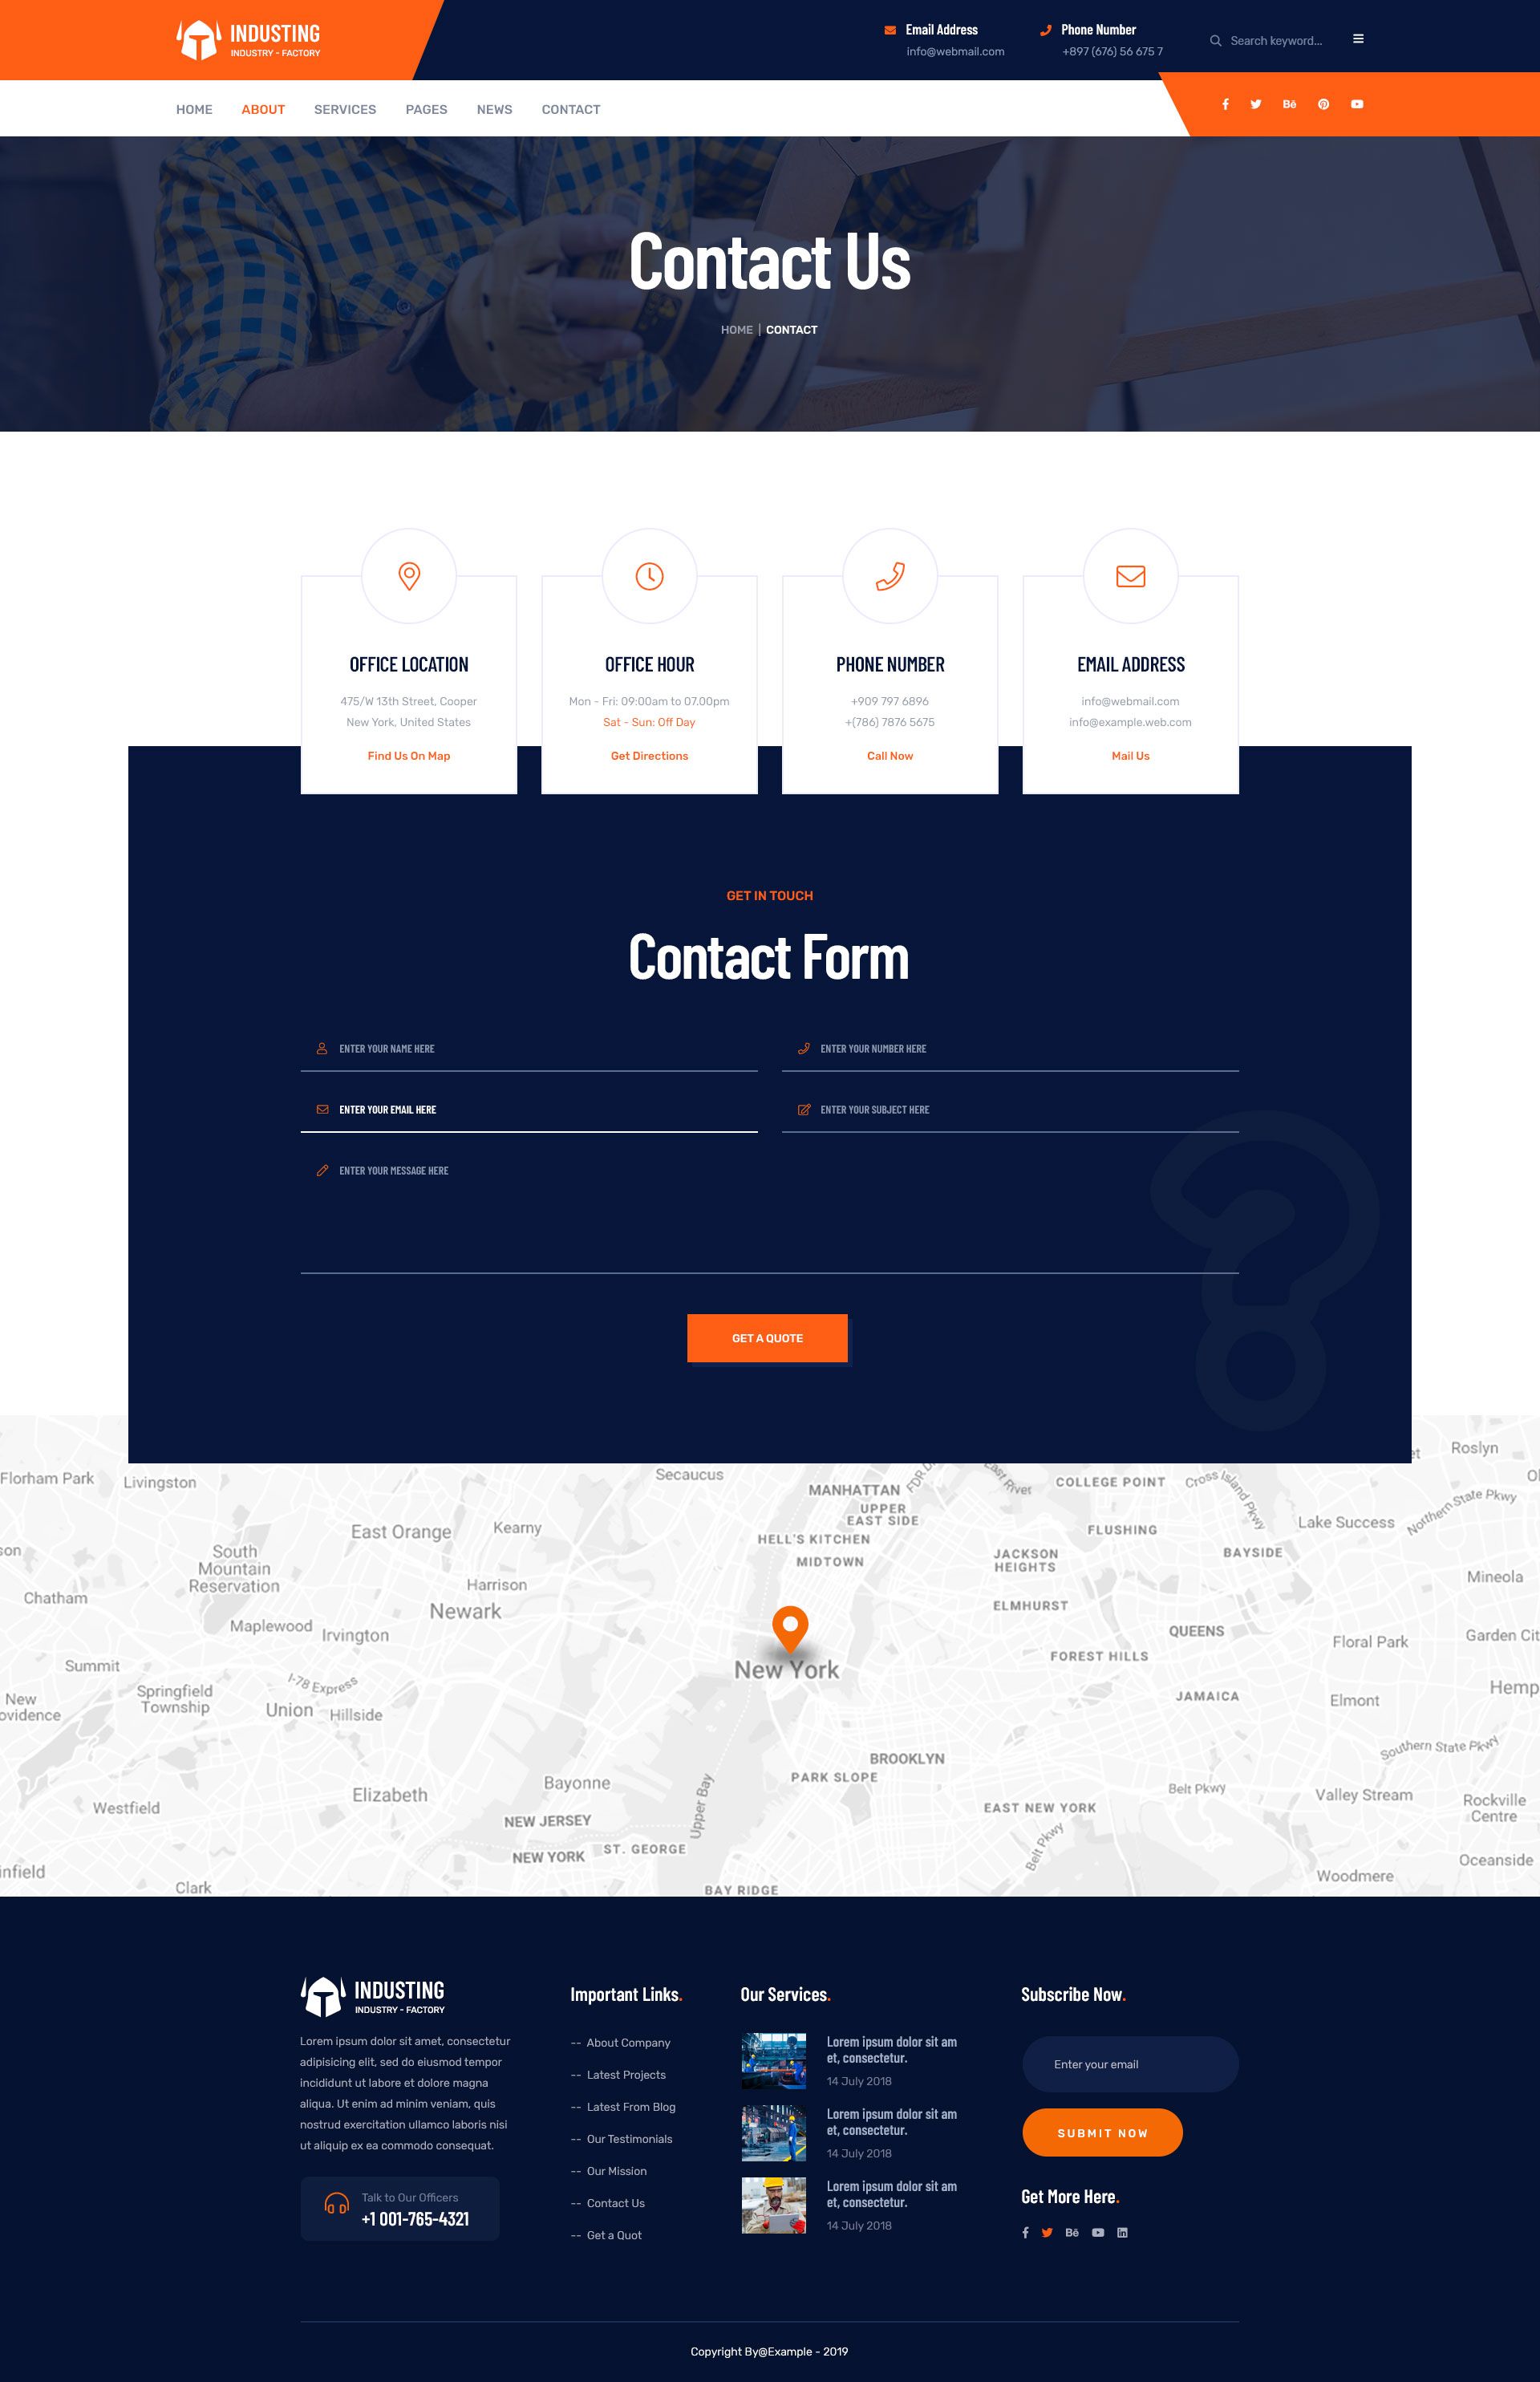 INDUSTING
INDUSTRY - FACTORY
Email Address
info@webmail.com
Phone Number
+897 (676) 56 675 7
Search keyword...
HOME
ABOUT
SERVICES
PAGES
NEWS
CONTACT
Bē
Contact Us
HOME | CONTACT
OFFICE LOCATION
475/W 13th Street, Cooper
New York, United States
Find Us On Map
OFFICE HOUR
Mon - Fri: 09:00am to 07.00pm
Sat - Sun: Off Day
Get Directions
PHONE NUMBER
+909 797 6896
+(786) 7876 5675
Call Now
EMAIL ADDRESS
info@webmail.com
info@example.web.com
Mail Us
GET IN TOUCH
Contact Form
ENTER YOUR NAME HERE
ENTER YOUR NUMBER HERE
ENTER YOUR EMAIL HERE
ENTER YOUR SUBJECT HERE
ENTER YOUR MESSAGE HERE
GET A QUOTE
Roslyn
Florham Park
Livingston
Secaucus
MANHATTAN
UPPER
EAST SIDE
East River
COLLEGE POINT
Cross Island Pkwy
Northern State Pkwy
East Orange
Kearny
HELL'S KITCHEN
MIDTOWN
FLUSHING
Lake Success
South
Mountain
Reservation
JACKSON
HEIGHTS
BAYSIDE
Chatham
Harrison
Mineola
Newark
ELMHURST
Maplewood
Irvington
QUEENS
Floral Park
Garden Cit
Summit
New York
FOREST HILLS
I-78 Express
Springfield
Township
Union
Hillside
New
ovidence
JAMAICA
Elmont
Hemp
BROOKLYN
PARK SLOPE
Southern State Pkwy
Bayonne
Elizabeth
Upper Bay
Belt Pkwy
Valley Stream
Westfield
NEW JERSEY
EAST NEW YORK
Rockville
Centre
NEW YORK
ST. GEORGE
Belt Pkwy
Oceanside
infield
Clark
BAY RIDGE
Woodmere
INDUSTING
INDUSTRY - FACTORY
Lorem ipsum dolor sit amet, consectetur
adipisicing elit, sed do eiusmod tempor
incididunt ut labore et dolore magna
aliqua. Ut enim ad minim veniam, quis
nostrud exercitation ullamco laboris nisi
ut aliquip ex ea commodo consequat.
Talk to Our Officers
+1 001-765-4321
Important Links.
-- About Company
-- Latest Projects
-- Latest From Blog
-- Our Testimonials
-- Our Mission
-- Contact Us
-- Get a Quot
Our Services.
Lorem ipsum dolor sit am
et, consectetur.
14 July 2018
Lorem ipsum dolor sit am
et, consectetur.
14 July 2018
Lorem ipsum dolor sit am
et, consectetur.
14 July 2018
Subscribe Now.
Enter your email
SUBMIT NOW
Get More Here.
Bē
Copyright By@Example - 2019